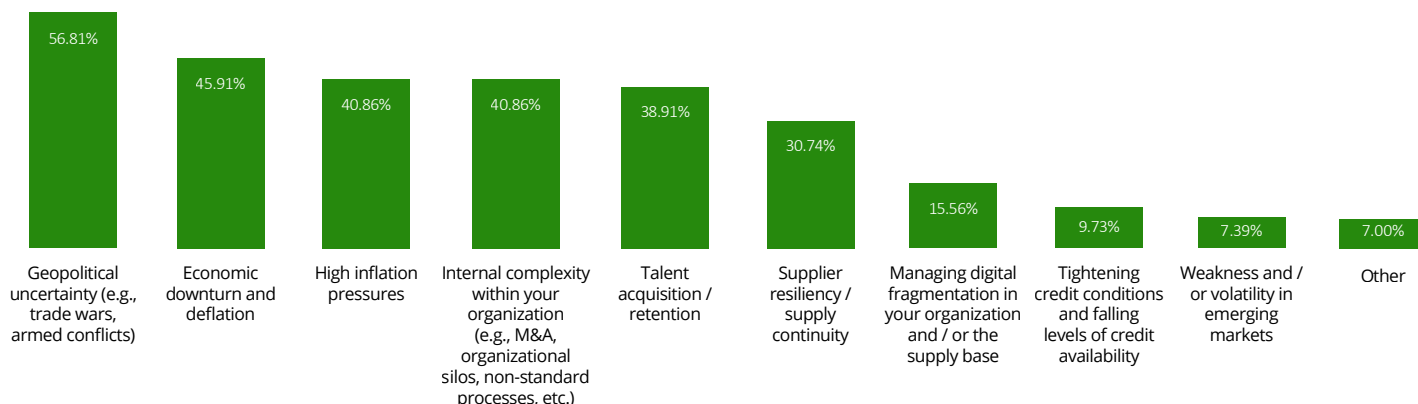 56.81%
45.91%
40.86%
40.86%
38.91%
30.74%
15.56%
9.73%
7.39%
7.00%
Geopolitical
uncertainty (e.g.,
trade wars,
armed conflicts)
Economic
downturn and
deflation
High inflation
pressures
Internal complexity
within your
organization
(e.g., M&A,
organizational
silos, non-standard
processes, etc.)
Talent
acquisition /
retention
Supplier
resiliency /
supply
continuity
Managing digital
fragmentation in
your organization
and / or the
supply base
Tightening
credit conditions
and falling
levels of credit
availability
Weakness and /
or volatility in
emerging
markets
Other